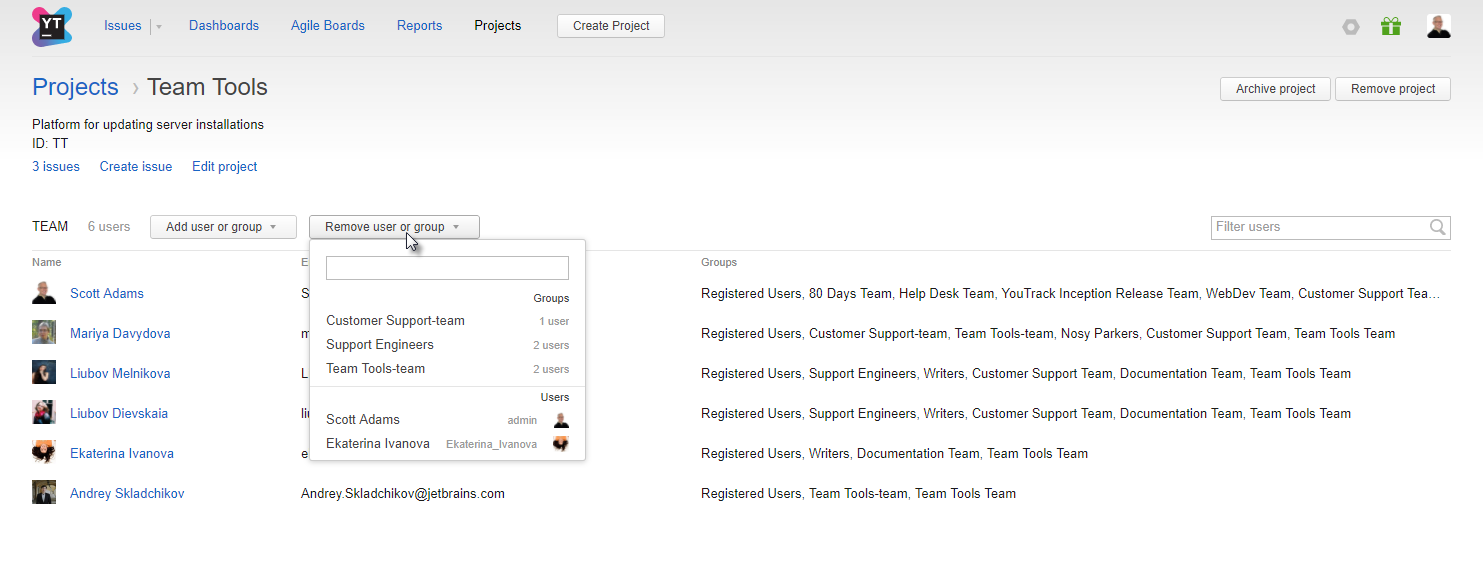 YT Issues Dashboards Agile Boards Reports Projects Create Project
Projects › Team Tools Archive project Remove project
Platform for updating server installations
ID: TT
3 issues Create issue Edit project
TEAM 6 users Add user or group Remove user or group Filter users
Name E Groups
Scott Adams S Registered Users, 80 Days Team, Help Desk Team, YouTrack Inception Release Team, WebDev Team, Customer Support Tea…
Mariya Davydova m Registered Users, Customer Support-team, Team Tools-team, Nosy Parkers, Customer Support Team, Team Tools Team
Liubov Melnikova L Registered Users, Support Engineers, Writers, Customer Support Team, Documentation Team, Team Tools Team
Liubov Dievskaia liu Registered Users, Support Engineers, Writers, Customer Support Team, Documentation Team, Team Tools Team
Ekaterina Ivanova e Registered Users, Writers, Documentation Team, Team Tools Team
Andrey Skladchikov Andrey.Skladchikov@jetbrains.com Registered Users, Team Tools-team, Team Tools Team
Groups
Customer Support-team 1 user
Support Engineers 2 users
Team Tools-team 2 users
Users
Scott Adams admin
Ekaterina Ivanova Ekaterina_Ivanova